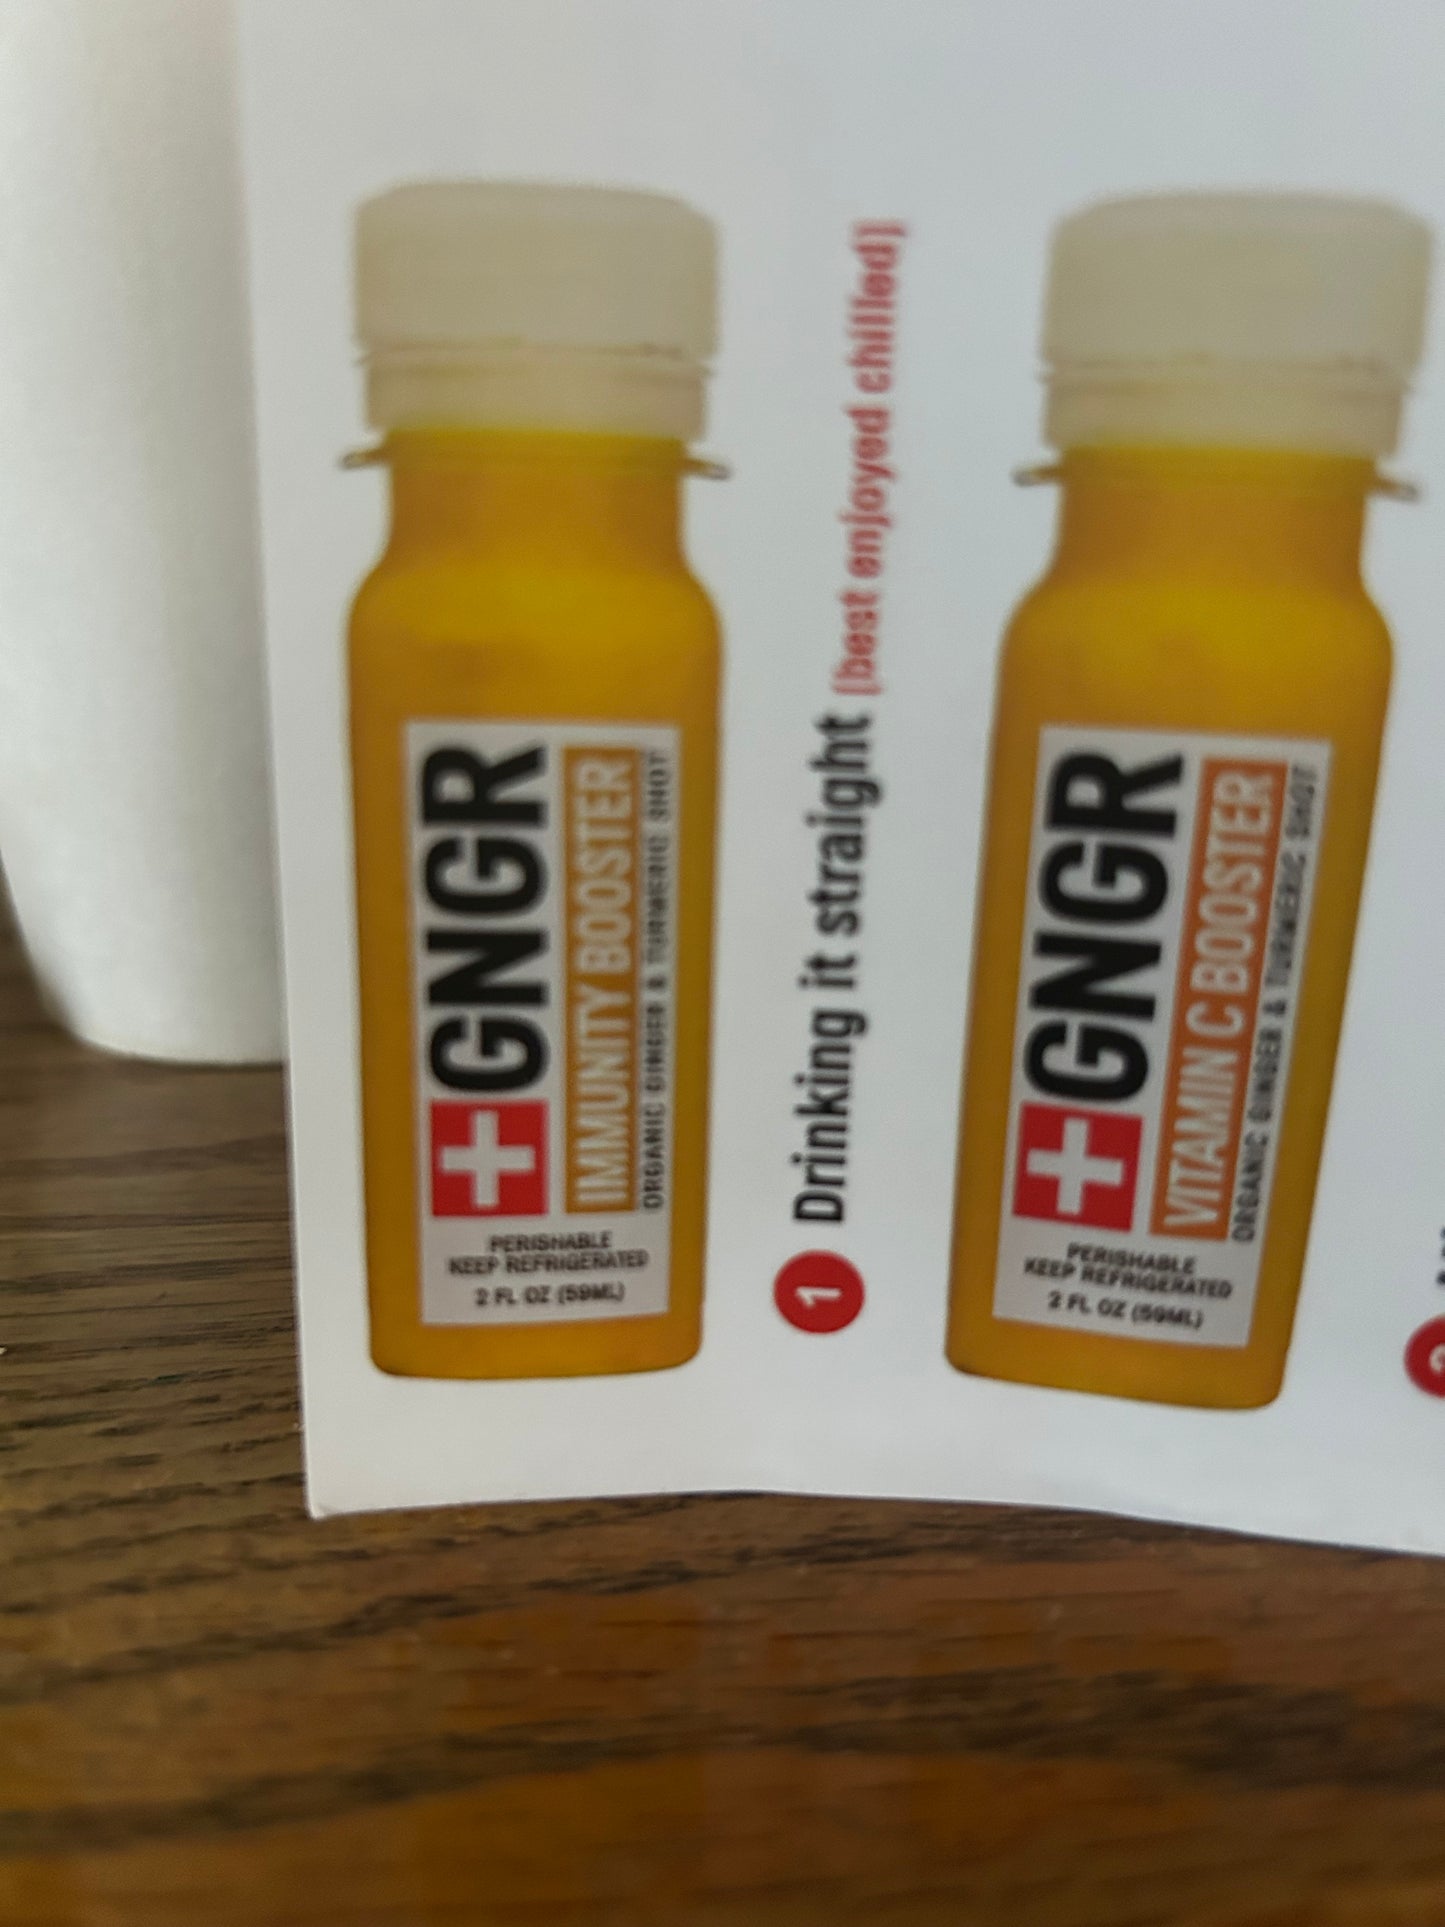 GNGR
IMMUNITY BOOSTER
ORGANIC GINGER & TURMERIC SHOT
PERISHABLE
KEEP REFRIGERATED
2 FL OZ (59ML)
1 Drinking it straight [best enjoyed chilled]
GNGR
VITAMIN C BOOSTER
ORGANIC GINGER & TURMERIC SHOT
PERISHABLE
KEEP REFRIGERATED
2 FL OZ (59ML)